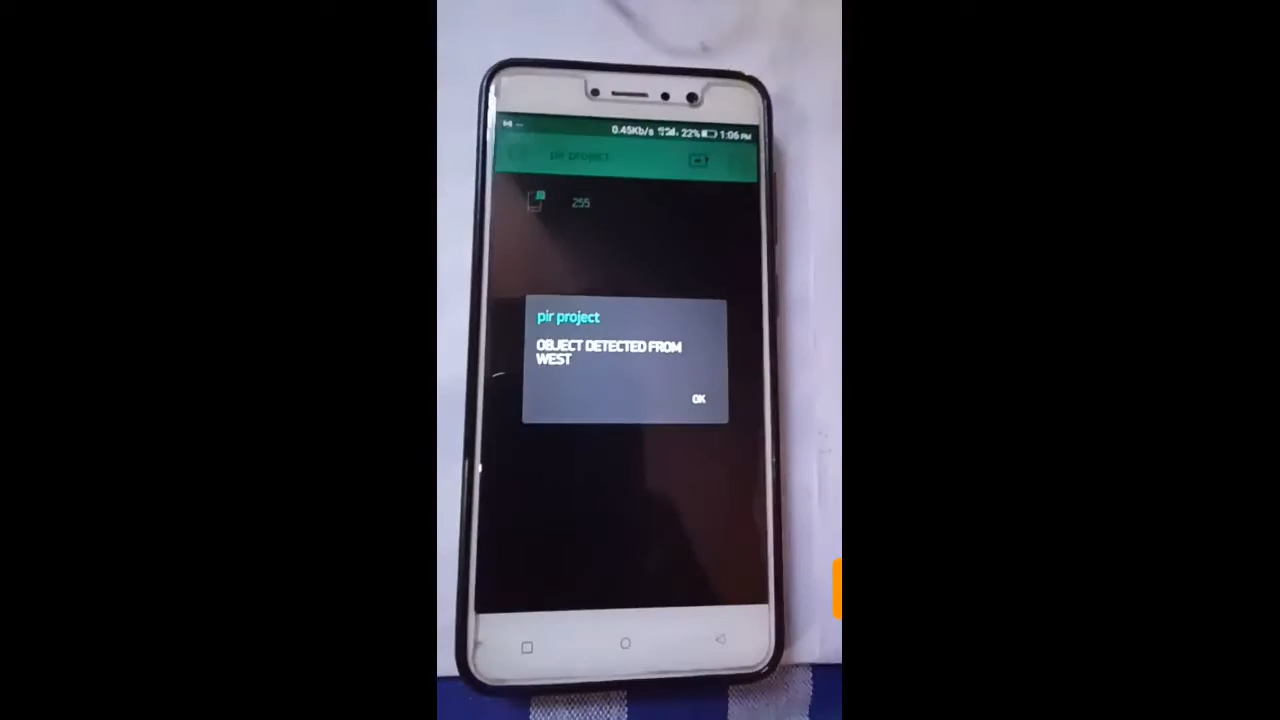 0.45Kb/s 22% 1:06 PM
pir project
255
pir project
OBJECT DETECTED FROM
WEST
OK